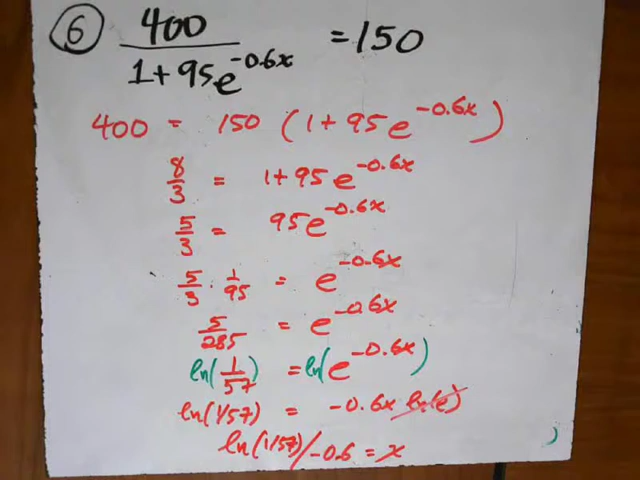 ⑥ 400 / 1 + 95e^-0.6x = 150
400 = 150 (1 + 95e^-0.6x)
8/3 = 1 + 95e^-0.6x
5/3 = 95e^-0.6x
5/3 · 1/95 = e^-0.6x
5/285 = e^-0.6x
ln(1/57) = ln(e^-0.6x)
ln(1/57) = -0.6x ln(e)
ln(1/57)/-0.6 = x